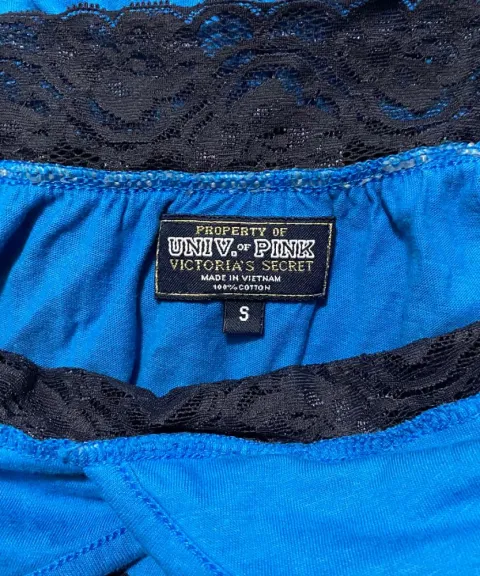 PROPERTY OF
UNIV. OF PINK
VICTORIA'S SECRET
MADE IN VIETNAM
100% COTTON
S